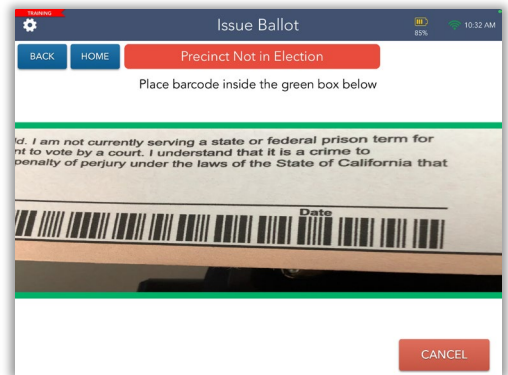 TRAINING
Issue Ballot
85%
10:32 AM
BACK
HOME
Precinct Not in Election
Place barcode inside the green box below
ld. I am not currently serving a state or federal prison term for
nt to vote by a court. I understand that it is a crime to
penalty of perjury under the laws of the State of California that
Date
CANCEL